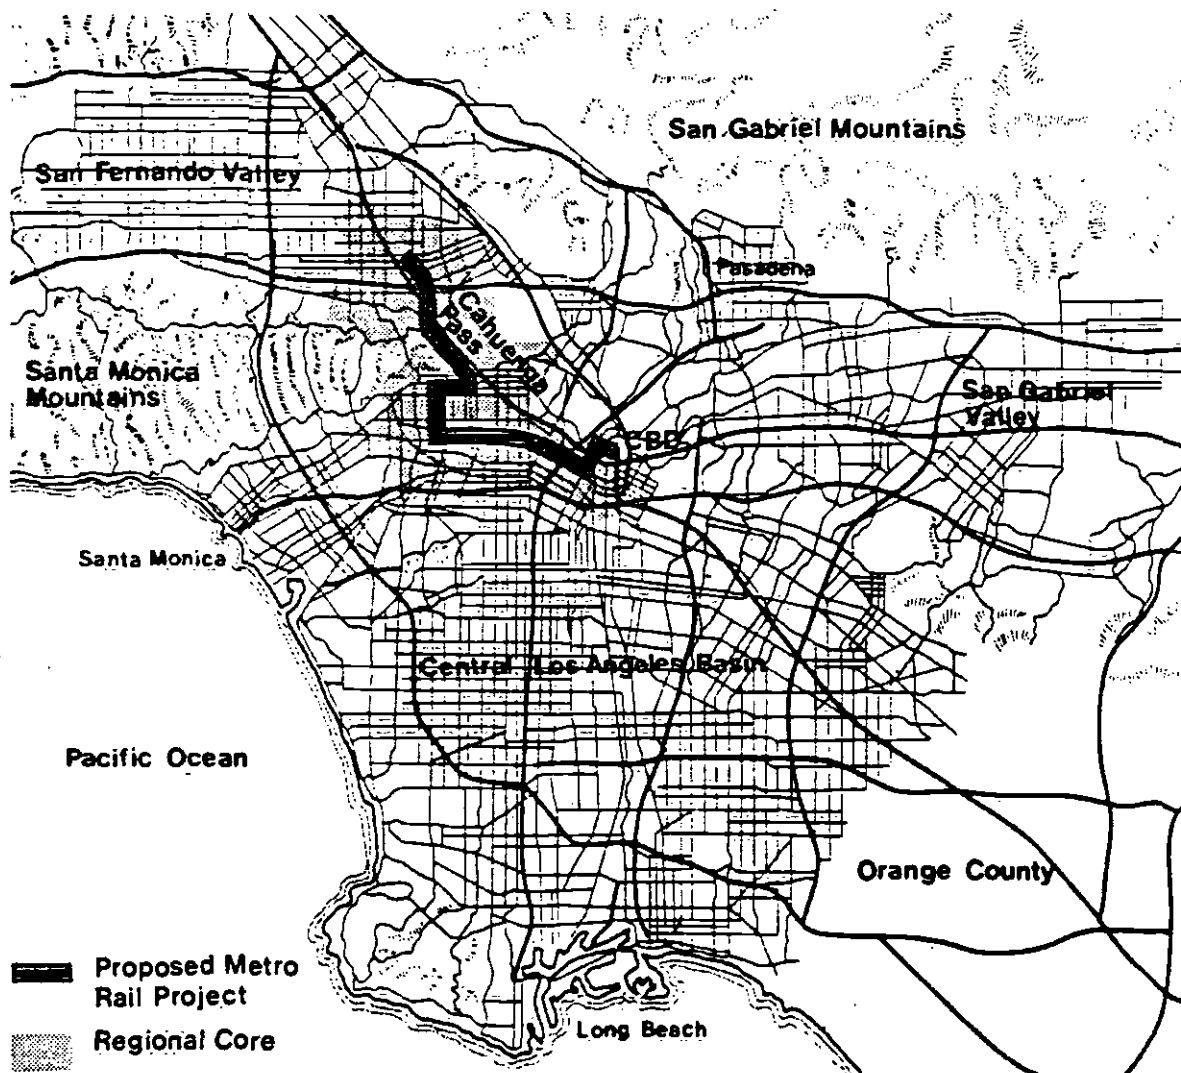 San Gabriel Mountains
San Fernando Valley
Pasadena
Cahuenga
Pass
Santa Monica
Mountains
San Gabriel
Valley
CBD
Santa Monica
Central Los Angeles Basin
Pacific Ocean
Orange County
Proposed Metro
Rail Project
Long Beach
Regional Core